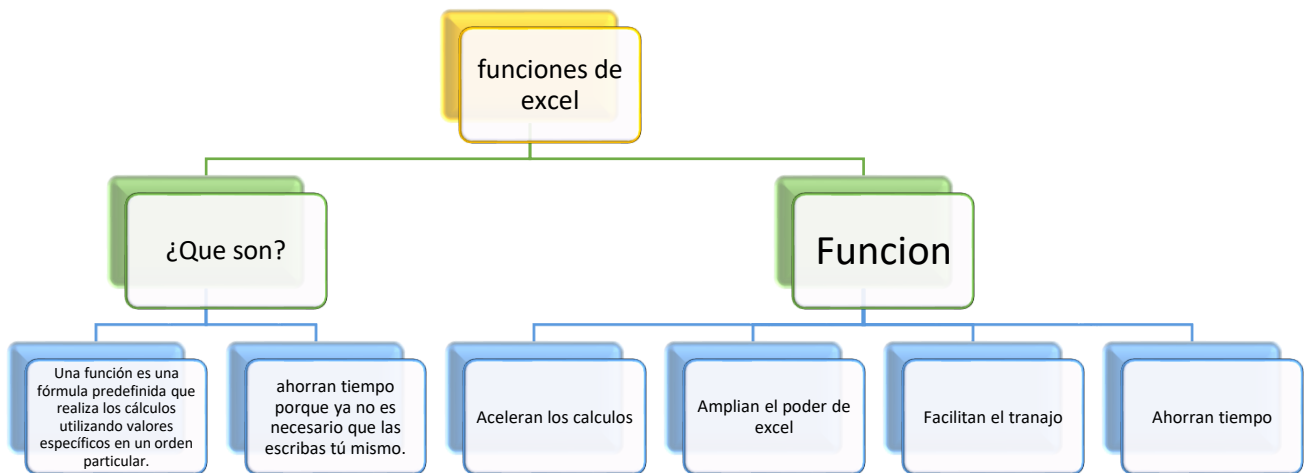 funciones de
excel
¿Que son?
Funcion
Una función es una
fórmula predefinida que
realiza los cálculos
utilizando valores
específicos en un orden
particular.
ahorran tiempo
porque ya no es
necesario que las
escribas tú mismo.
Aceleran los calculos
Amplian el poder de
excel
Facilitan el tranajo
Ahorran tiempo